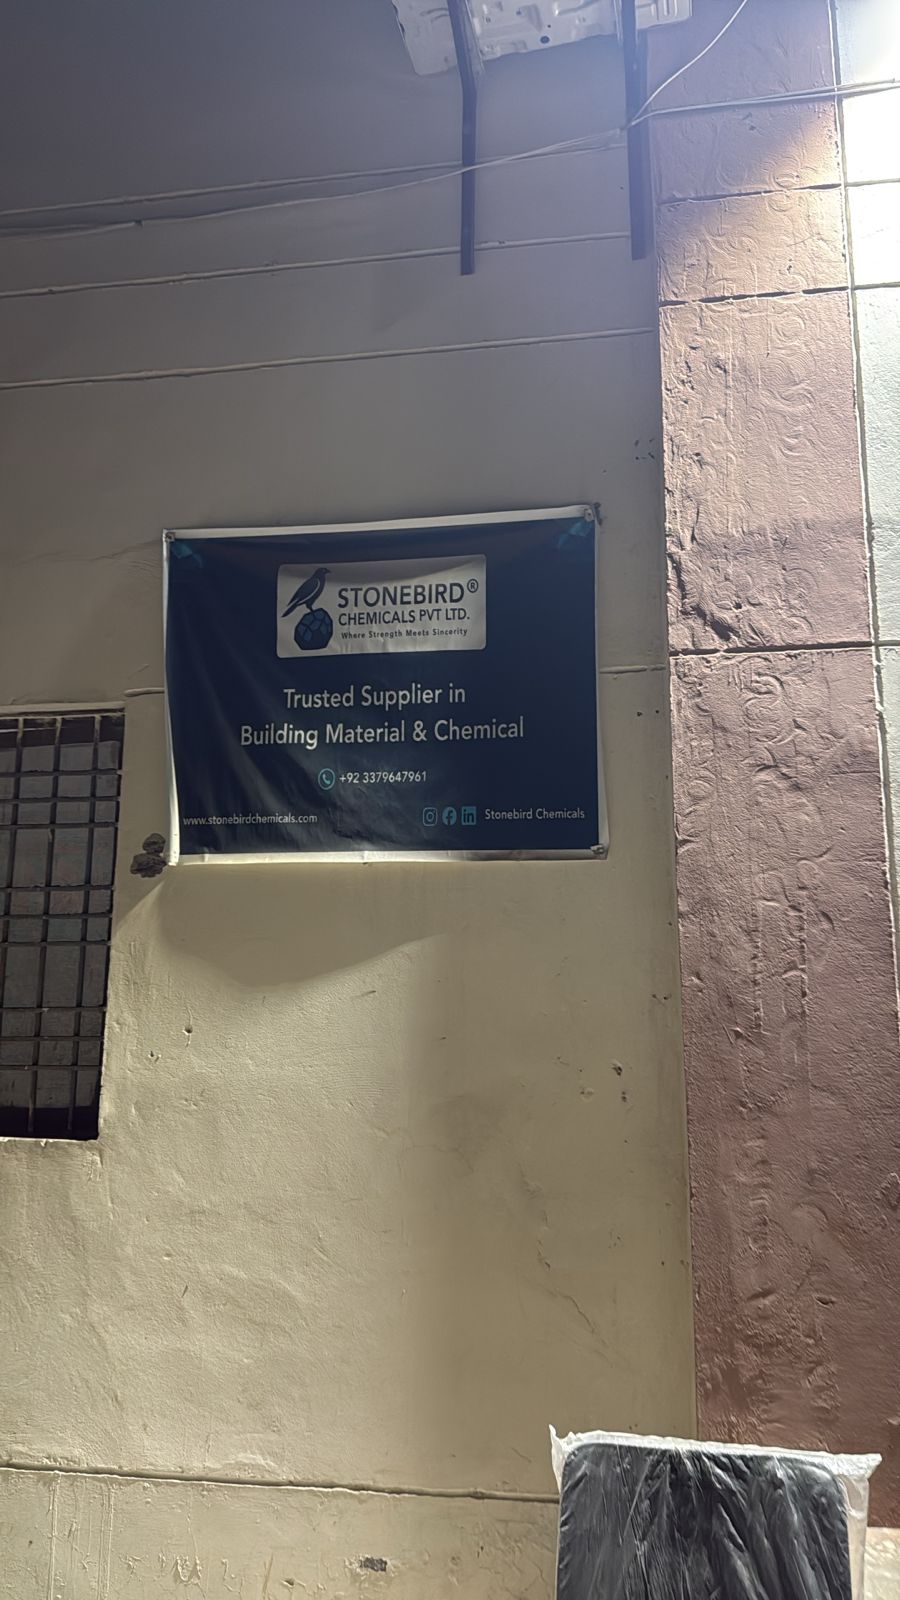 STONEBIRD®
CHEMICALS PVT LTD.
Where Strength Meets Sincerity
Trusted Supplier in
Building Material & Chemical
+92 3379647961
www.stonebirdchemicals.com
Stonebird Chemicals